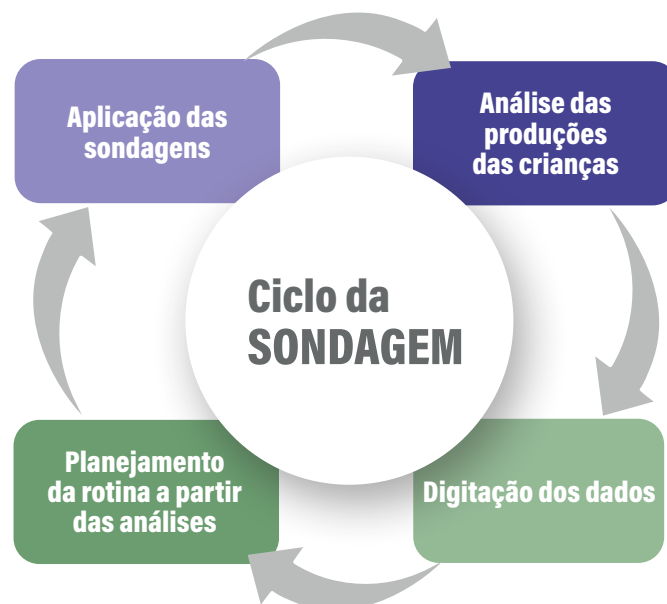 Aplicação das
sondagens
Análise das
produções
das crianças
Ciclo da
SONDAGEM
Planejamento
da rotina a partir
das análises
Digitação dos dados